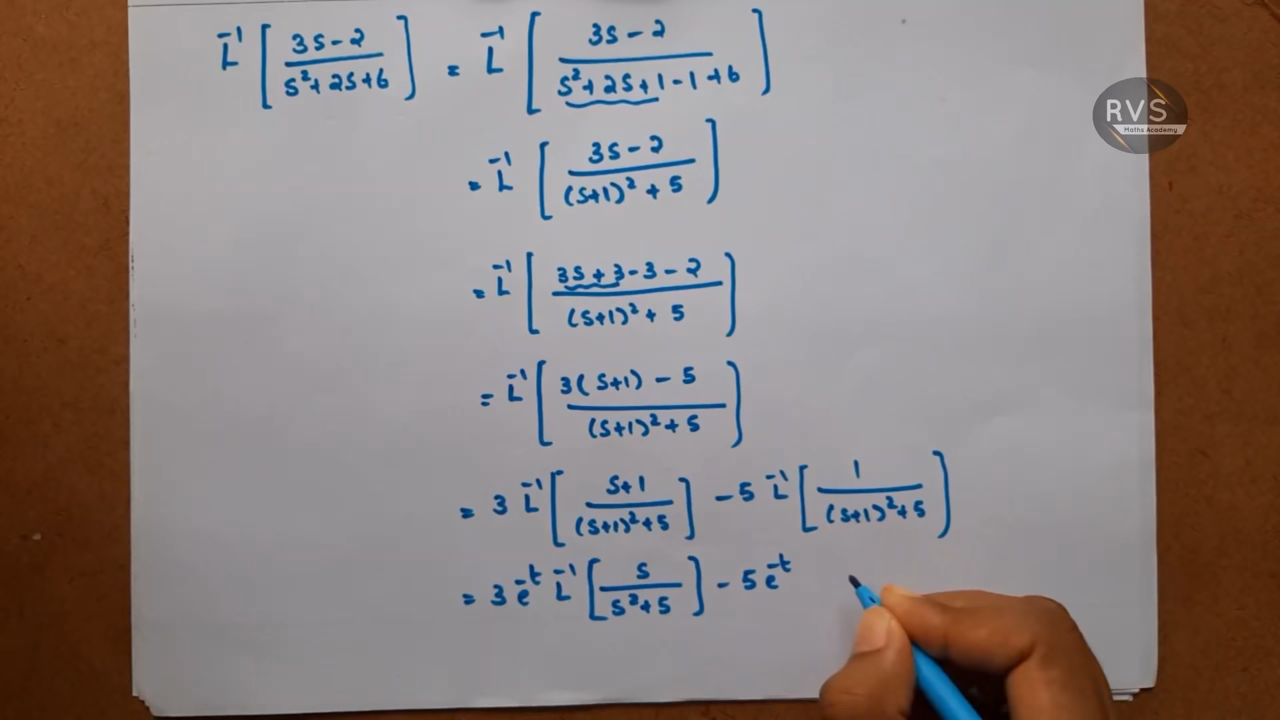 L⁻¹ [ (3s-2)/(s²+2s+6) ] = L⁻¹ [ (3s-2)/(s²+2s+1-1+6) ]
RVS
Maths Academy
= L⁻¹ [ (3s-2)/((s+1)²+5) ]
= L⁻¹ [ (3s+3-3-2)/((s+1)²+5) ]
= L⁻¹ [ (3(s+1)-5)/((s+1)²+5) ]
= 3 L⁻¹ [ (s+1)/((s+1)²+5) ] - 5 L⁻¹ [ 1/((s+1)²+5) ]
= 3 e⁻ᵗ L⁻¹ [ s/(s²+5) ] - 5 e⁻ᵗ